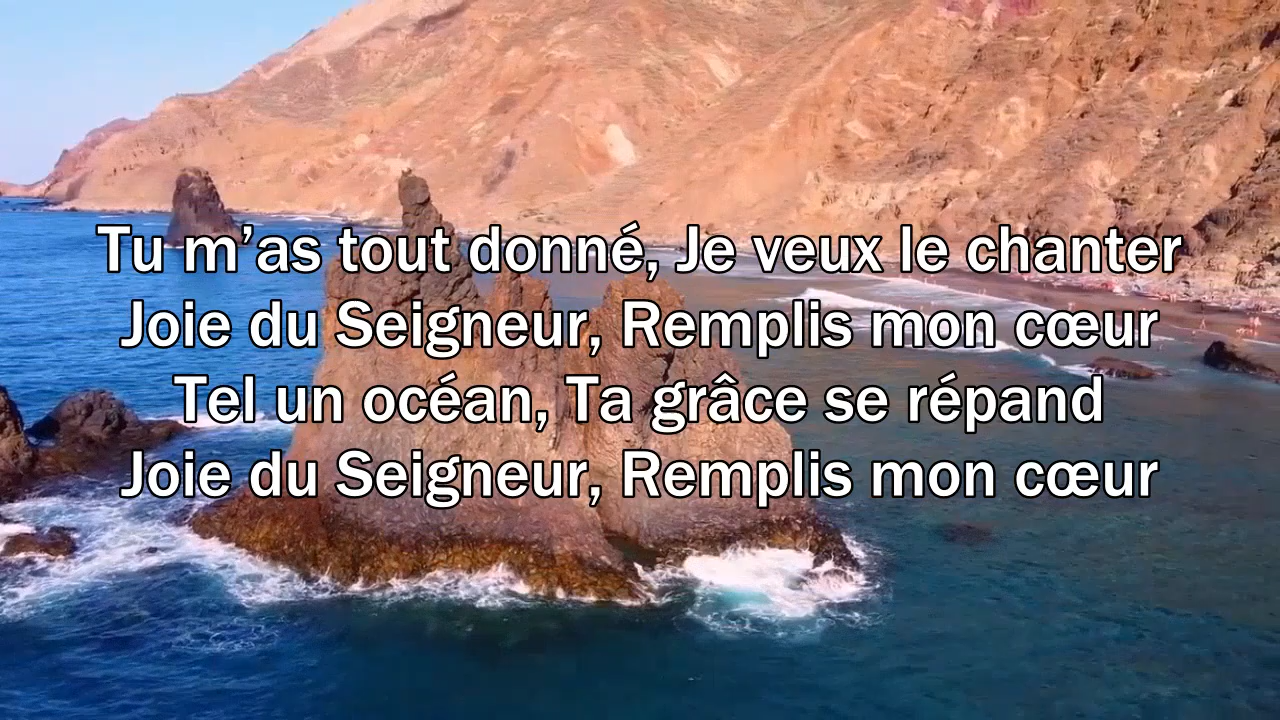 Tu m’as tout donné, Je veux le chanter
Joie du Seigneur, Remplis mon cœur
Tel un océan, Ta grâce se répand
Joie du Seigneur, Remplis mon cœur